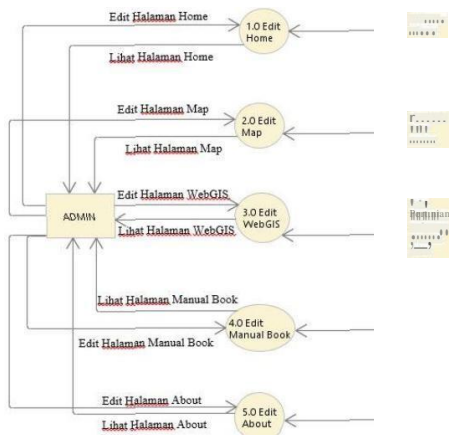 Edit Halaman Home
1.0 Edit
Home
Lihat Halaman Home
Edit Halaman Map
2.0 Edit
Map
Lihat Halaman Map
Edit Halaman WebGIS
ADMIN
3.0 Edit
WebGIS
Lihat Halaman WebGIS
Lihat Halaman Manual Book
4.0 Edit
Manual Book
Edit Halaman Manual Book
Edit Halaman About
5.0 Edit
About
Lihat Halaman About